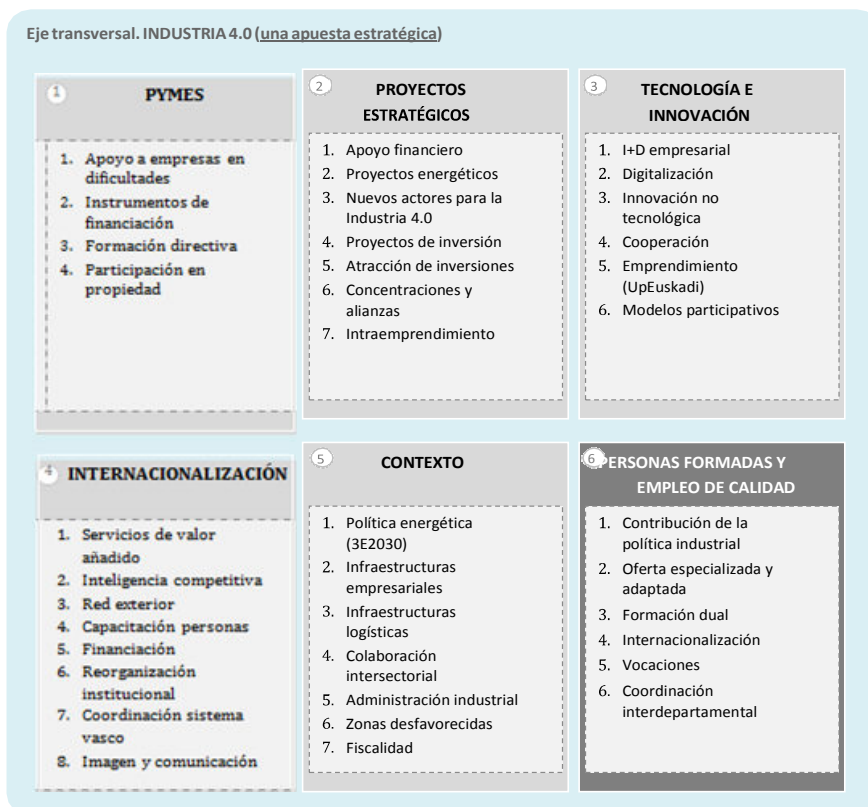 Eje transversal. INDUSTRIA 4.0 (una apuesta estratégica)
1
PYMES
1. Apoyo a empresas en
dificultades
2. Instrumentos de
financiación
3. Formación directiva
4. Participación en
propiedad
2
PROYECTOS
ESTRATÉGICOS
1. Apoyo financiero
2. Proyectos energéticos
3. Nuevos actores para la
Industria 4.0
4. Proyectos de inversión
5. Atracción de inversiones
6. Concentraciones y
alianzas
7. Intraemprendimiento
3
TECNOLOGÍA E
INNOVACIÓN
1. I+D empresarial
2. Digitalización
3. Innovación no
tecnológica
4. Cooperación
5. Emprendimiento
(UpEuskadi)
6. Modelos participativos
4
INTERNACIONALIZACIÓN
1. Servicios de valor
añadido
2. Inteligencia competitiva
3. Red exterior
4. Capacitación personas
5. Financiación
6. Reorganización
institucional
7. Coordinación sistema
vasco
8. Imagen y comunicación
5
CONTEXTO
1. Política energética
(3E2030)
2. Infraestructuras
empresariales
3. Infraestructuras
logísticas
4. Colaboración
intersectorial
5. Administración industrial
6. Zonas desfavorecidas
7. Fiscalidad
6
PERSONAS FORMADAS Y
EMPLEO DE CALIDAD
1. Contribución de la
política industrial
2. Oferta especializada y
adaptada
3. Formación dual
4. Internacionalización
5. Vocaciones
6. Coordinación
interdepartamental